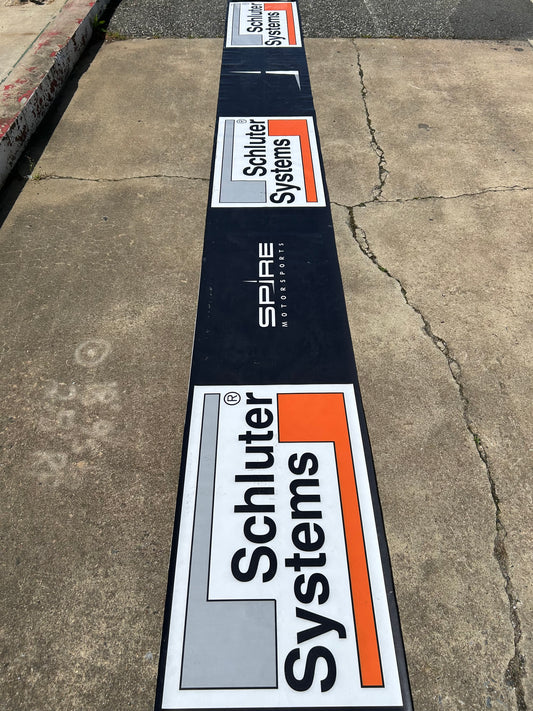 Schluter
Systems
Schluter®
Systems
SPIRE
MOTORSPORTS
Schluter®
Systems